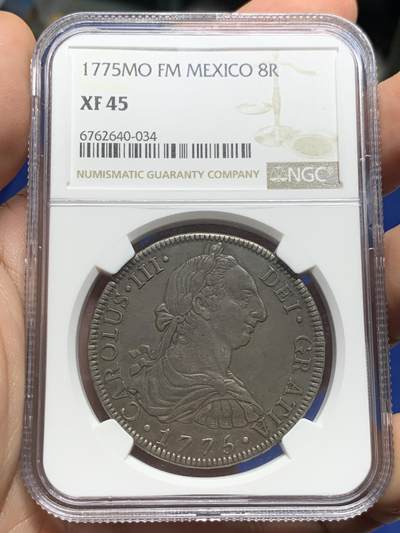 1775MO FM MEXICO 8R
XF 45
6762640-034
NUMISMATIC GUARANTY COMPANY
NGC
CAROLUS·III· DEI·GRATIA
·1775·